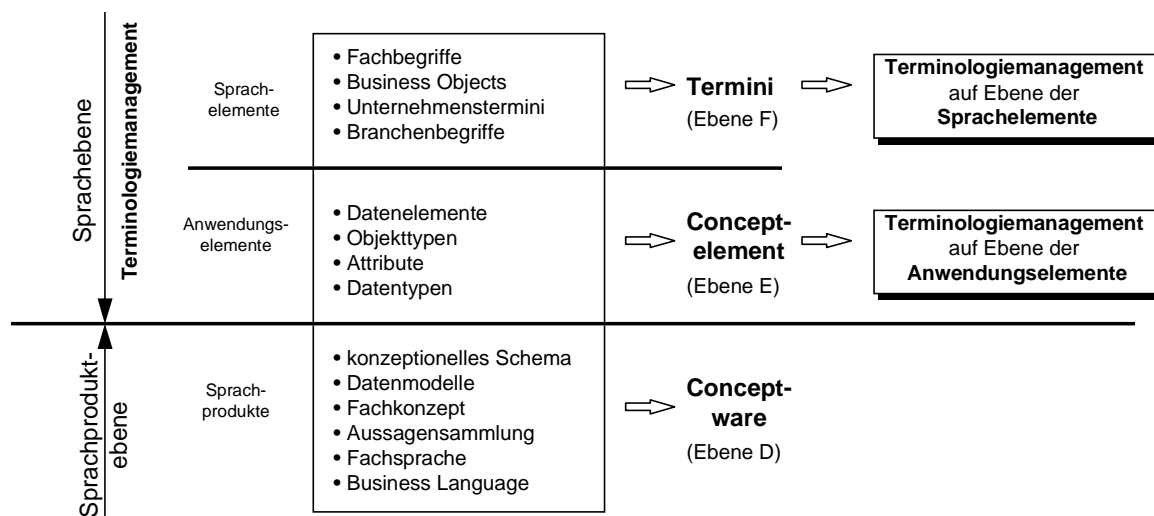 Sprachebene
Terminologiemanagement
Sprach-
elemente
• Fachbegriffe
• Business Objects
• Unternehmenstermini
• Branchenbegriffe
Termini
(Ebene F)
Terminologiemanagement
auf Ebene der
Sprachelemente
Anwendungs-
elemente
• Datenelemente
• Objekttypen
• Attribute
• Datentypen
Concept-
element
(Ebene E)
Terminologiemanagement
auf Ebene der
Anwendungselemente
Sprachprodukt-
ebene
Sprach-
produkte
• konzeptionelles Schema
• Datenmodelle
• Fachkonzept
• Aussagensammlung
• Fachsprache
• Business Language
Concept-
ware
(Ebene D)